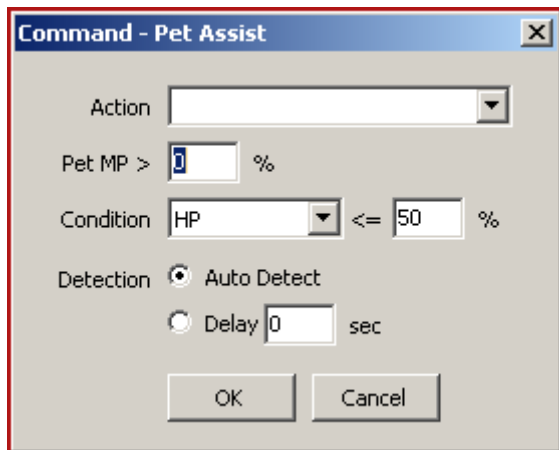 Command - Pet Assist
Action
Pet MP > 0 %
Condition HP <= 50 %
Detection Auto Detect
Delay 0 sec
OK Cancel